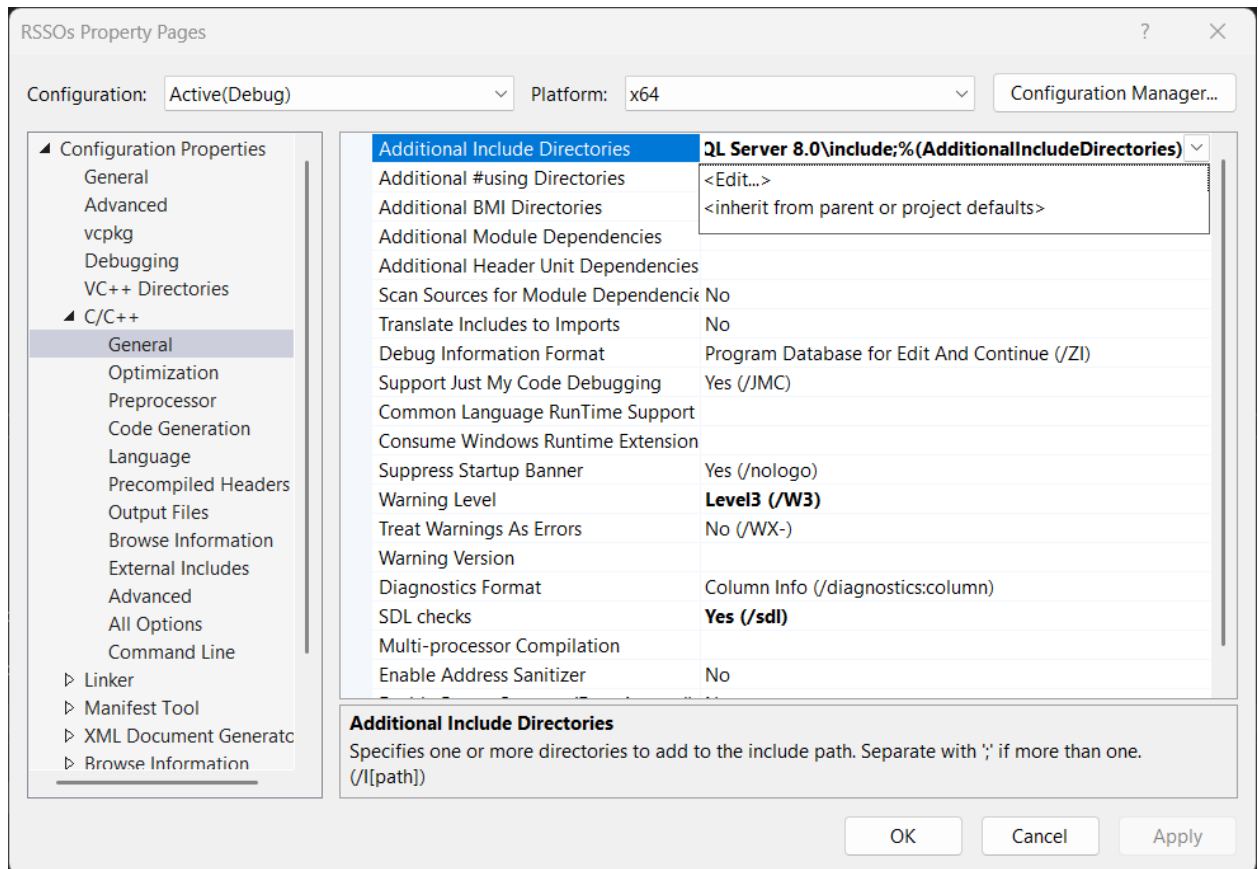 RSSOs Property Pages
?
Configuration: Active(Debug) Platform: x64 Configuration Manager...
Configuration Properties
General
Advanced
vcpkg
Debugging
VC++ Directories
C/C++
General
Optimization
Preprocessor
Code Generation
Language
Precompiled Headers
Output Files
Browse Information
External Includes
Advanced
All Options
Command Line
Linker
Manifest Tool
XML Document Generatc
Browse Information
Additional Include Directories QL Server 8.0\include;%(AdditionalIncludeDirectories)
Additional #using Directories <Edit...>
Additional BMI Directories <inherit from parent or project defaults>
Additional Module Dependencies
Additional Header Unit Dependencies
Scan Sources for Module Dependencie No
Translate Includes to Imports No
Debug Information Format Program Database for Edit And Continue (/ZI)
Support Just My Code Debugging Yes (/JMC)
Common Language RunTime Support
Consume Windows Runtime Extension
Suppress Startup Banner Yes (/nologo)
Warning Level Level3 (/W3)
Treat Warnings As Errors No (/WX-)
Warning Version
Diagnostics Format Column Info (/diagnostics:column)
SDL checks Yes (/sdl)
Multi-processor Compilation
Enable Address Sanitizer No
Additional Include Directories
Specifies one or more directories to add to the include path. Separate with ';' if more than one.
(/I[path])
OK Cancel Apply